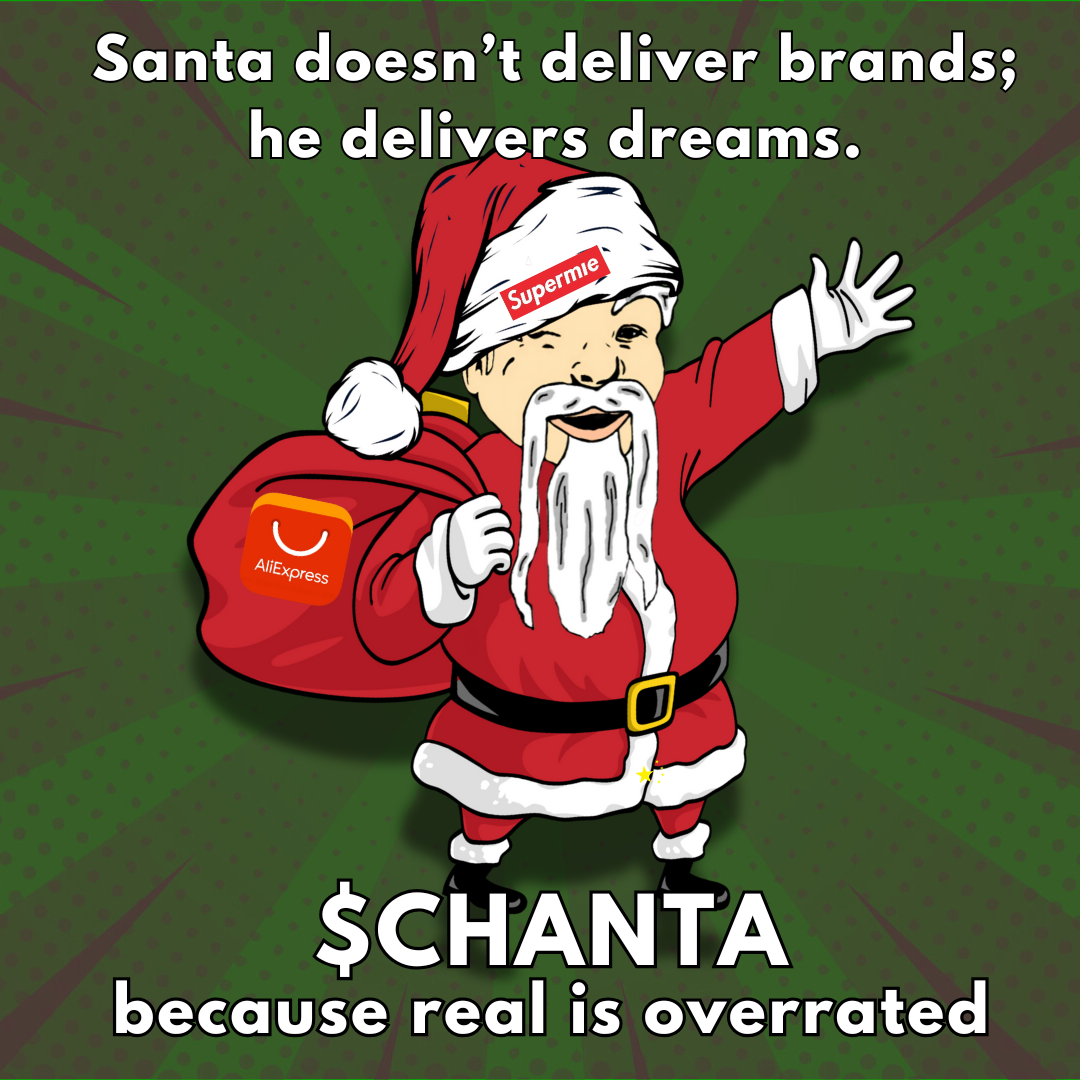 Santa doesn’t deliver brands;
he delivers dreams.
Supermie
AliExpress
$CHANTA
because real is overrated